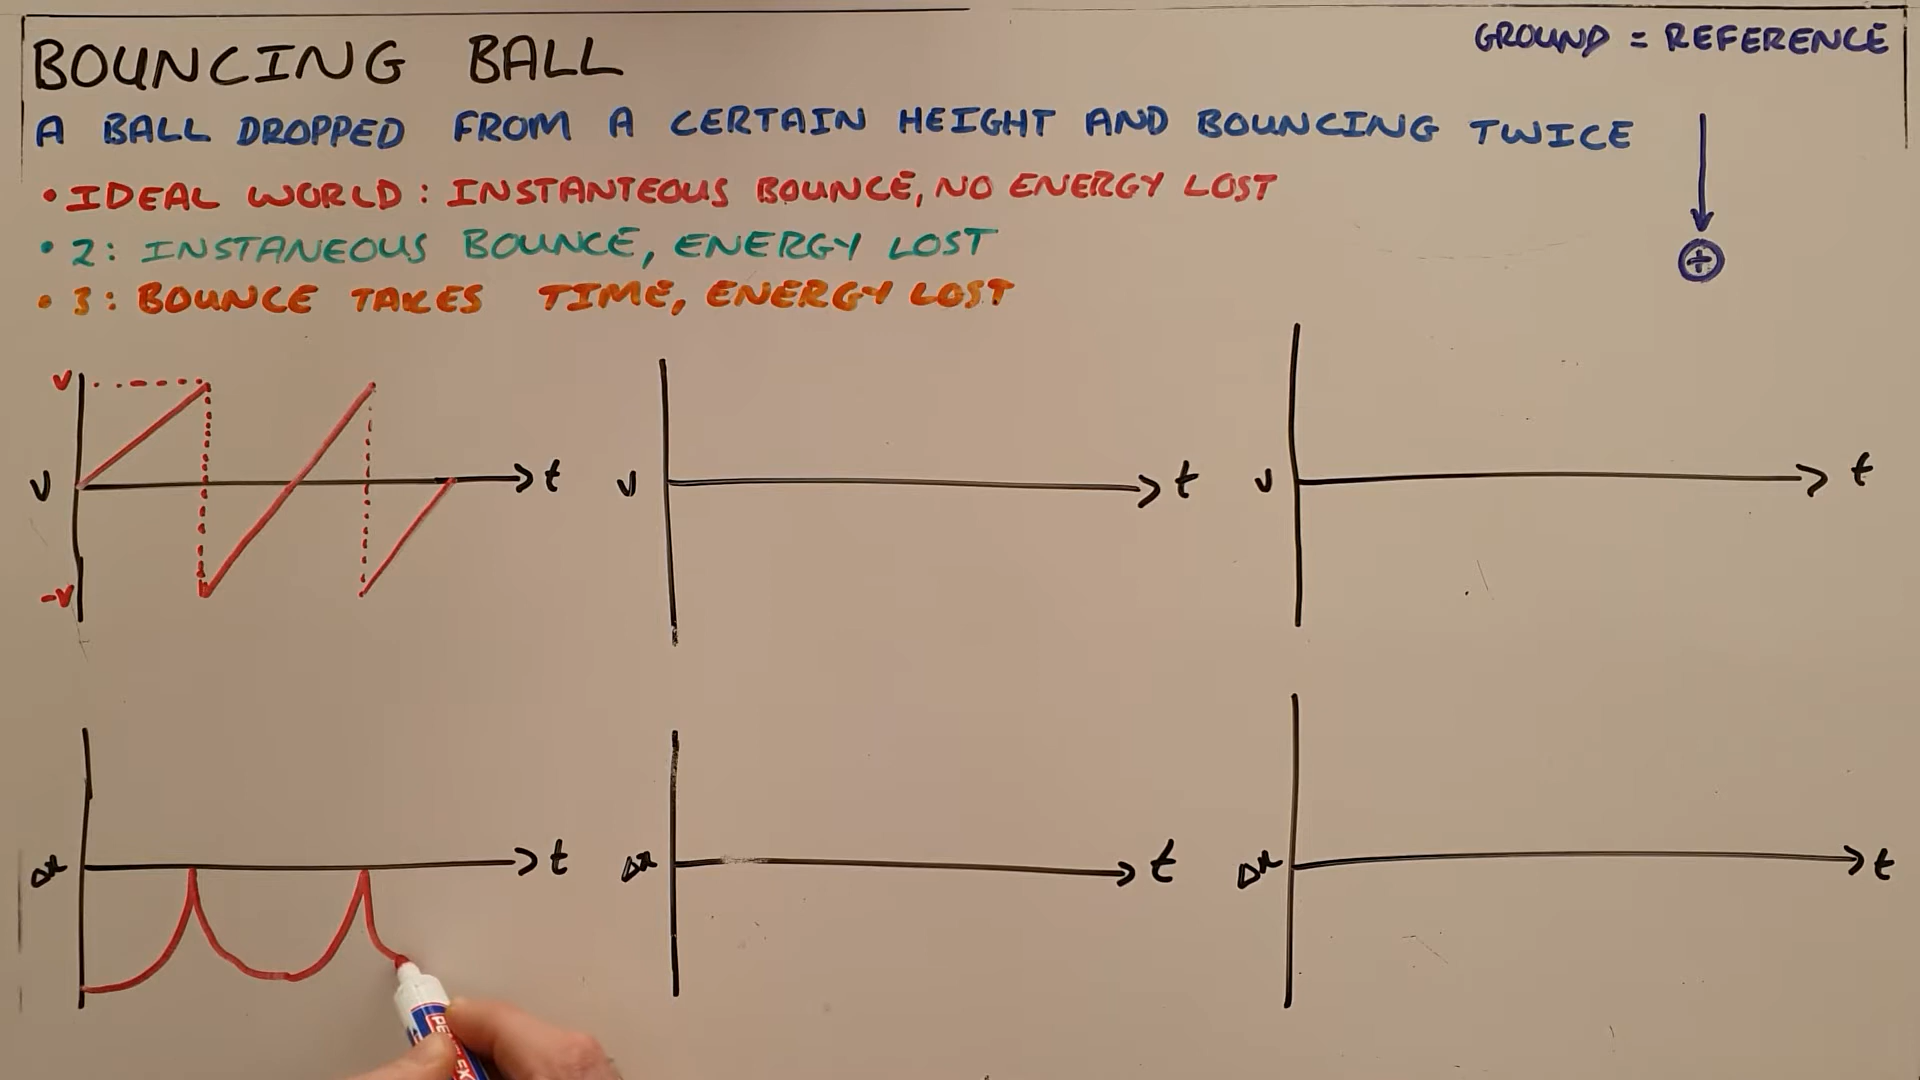 BOUNCING BALL
GROUND = REFERENCE
A BALL DROPPED FROM A CERTAIN HEIGHT AND BOUNCING TWICE
• IDEAL WORLD : INSTANTEOUS BOUNCE, NO ENERGY LOST
• 2: INSTANEOUS BOUNCE, ENERGY LOST
+
• 3: BOUNCE TAKES TIME, ENERGY LOST
v
v t
v t
v t
-v
Δx t
Δx t
Δx t